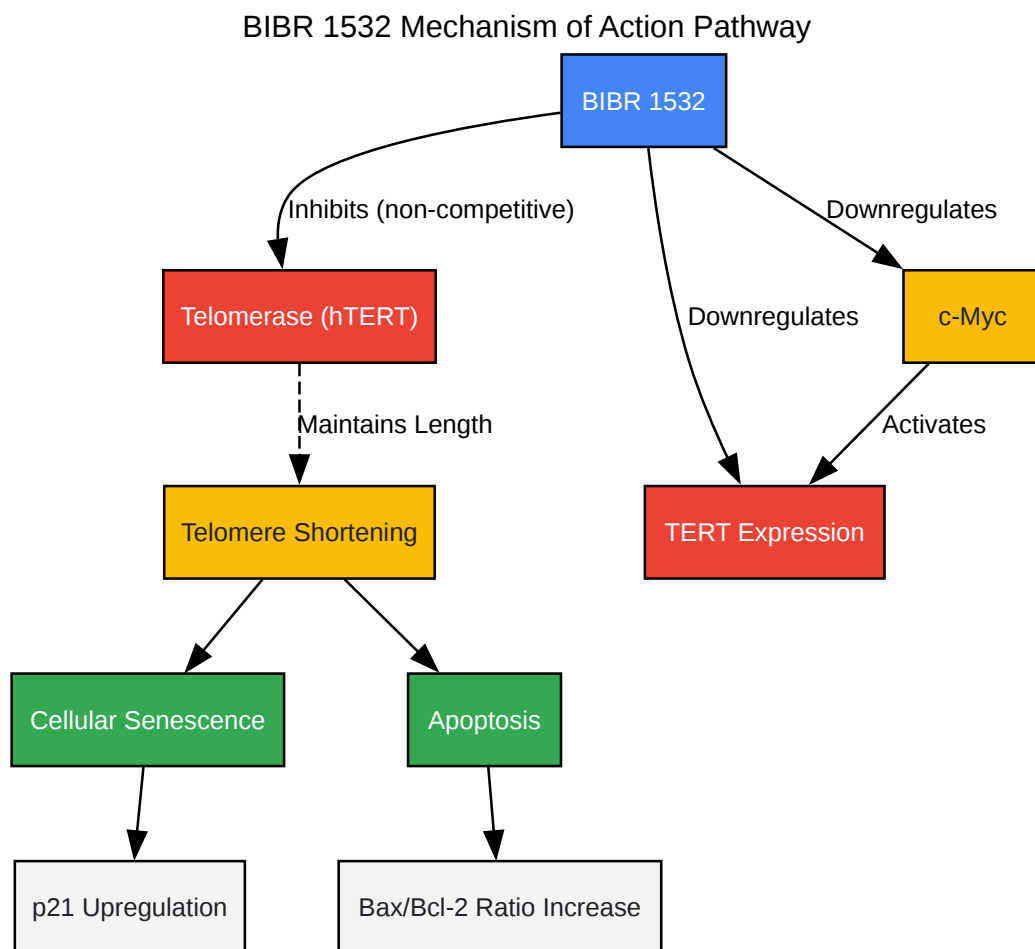 BIBR 1532 Mechanism of Action Pathway
BIBR 1532
Inhibits (non-competitive)
Downregulates
Telomerase (hTERT)
Downregulates
c-Myc
Maintains Length
Activates
Telomere Shortening
TERT Expression
Cellular Senescence
Apoptosis
p21 Upregulation
Bax/Bcl-2 Ratio Increase